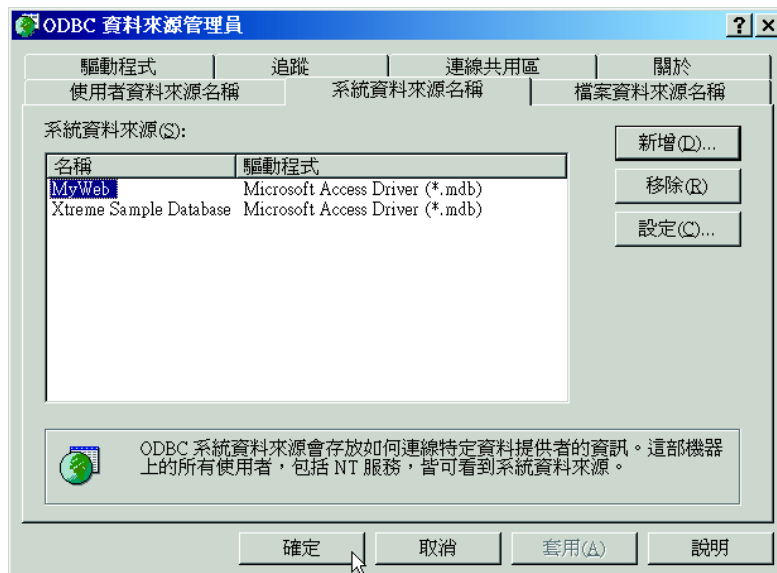 ODBC 資料來源管理員
驅動程式 追蹤 連線共用區 關於
使用者資料來源名稱 系統資料來源名稱 檔案資料來源名稱
系統資料來源(S):
新增(D)...
名稱 驅動程式
MyWeb Microsoft Access Driver (*.mdb)
移除(R)
Xtreme Sample Database Microsoft Access Driver (*.mdb)
設定(C)...
ODBC 系統資料來源會存放如何連線特定資料提供者的資訊。這部機器
上的所有使用者，包括 NT 服務，皆可看到系統資料來源。
確定 取消 套用(A) 說明